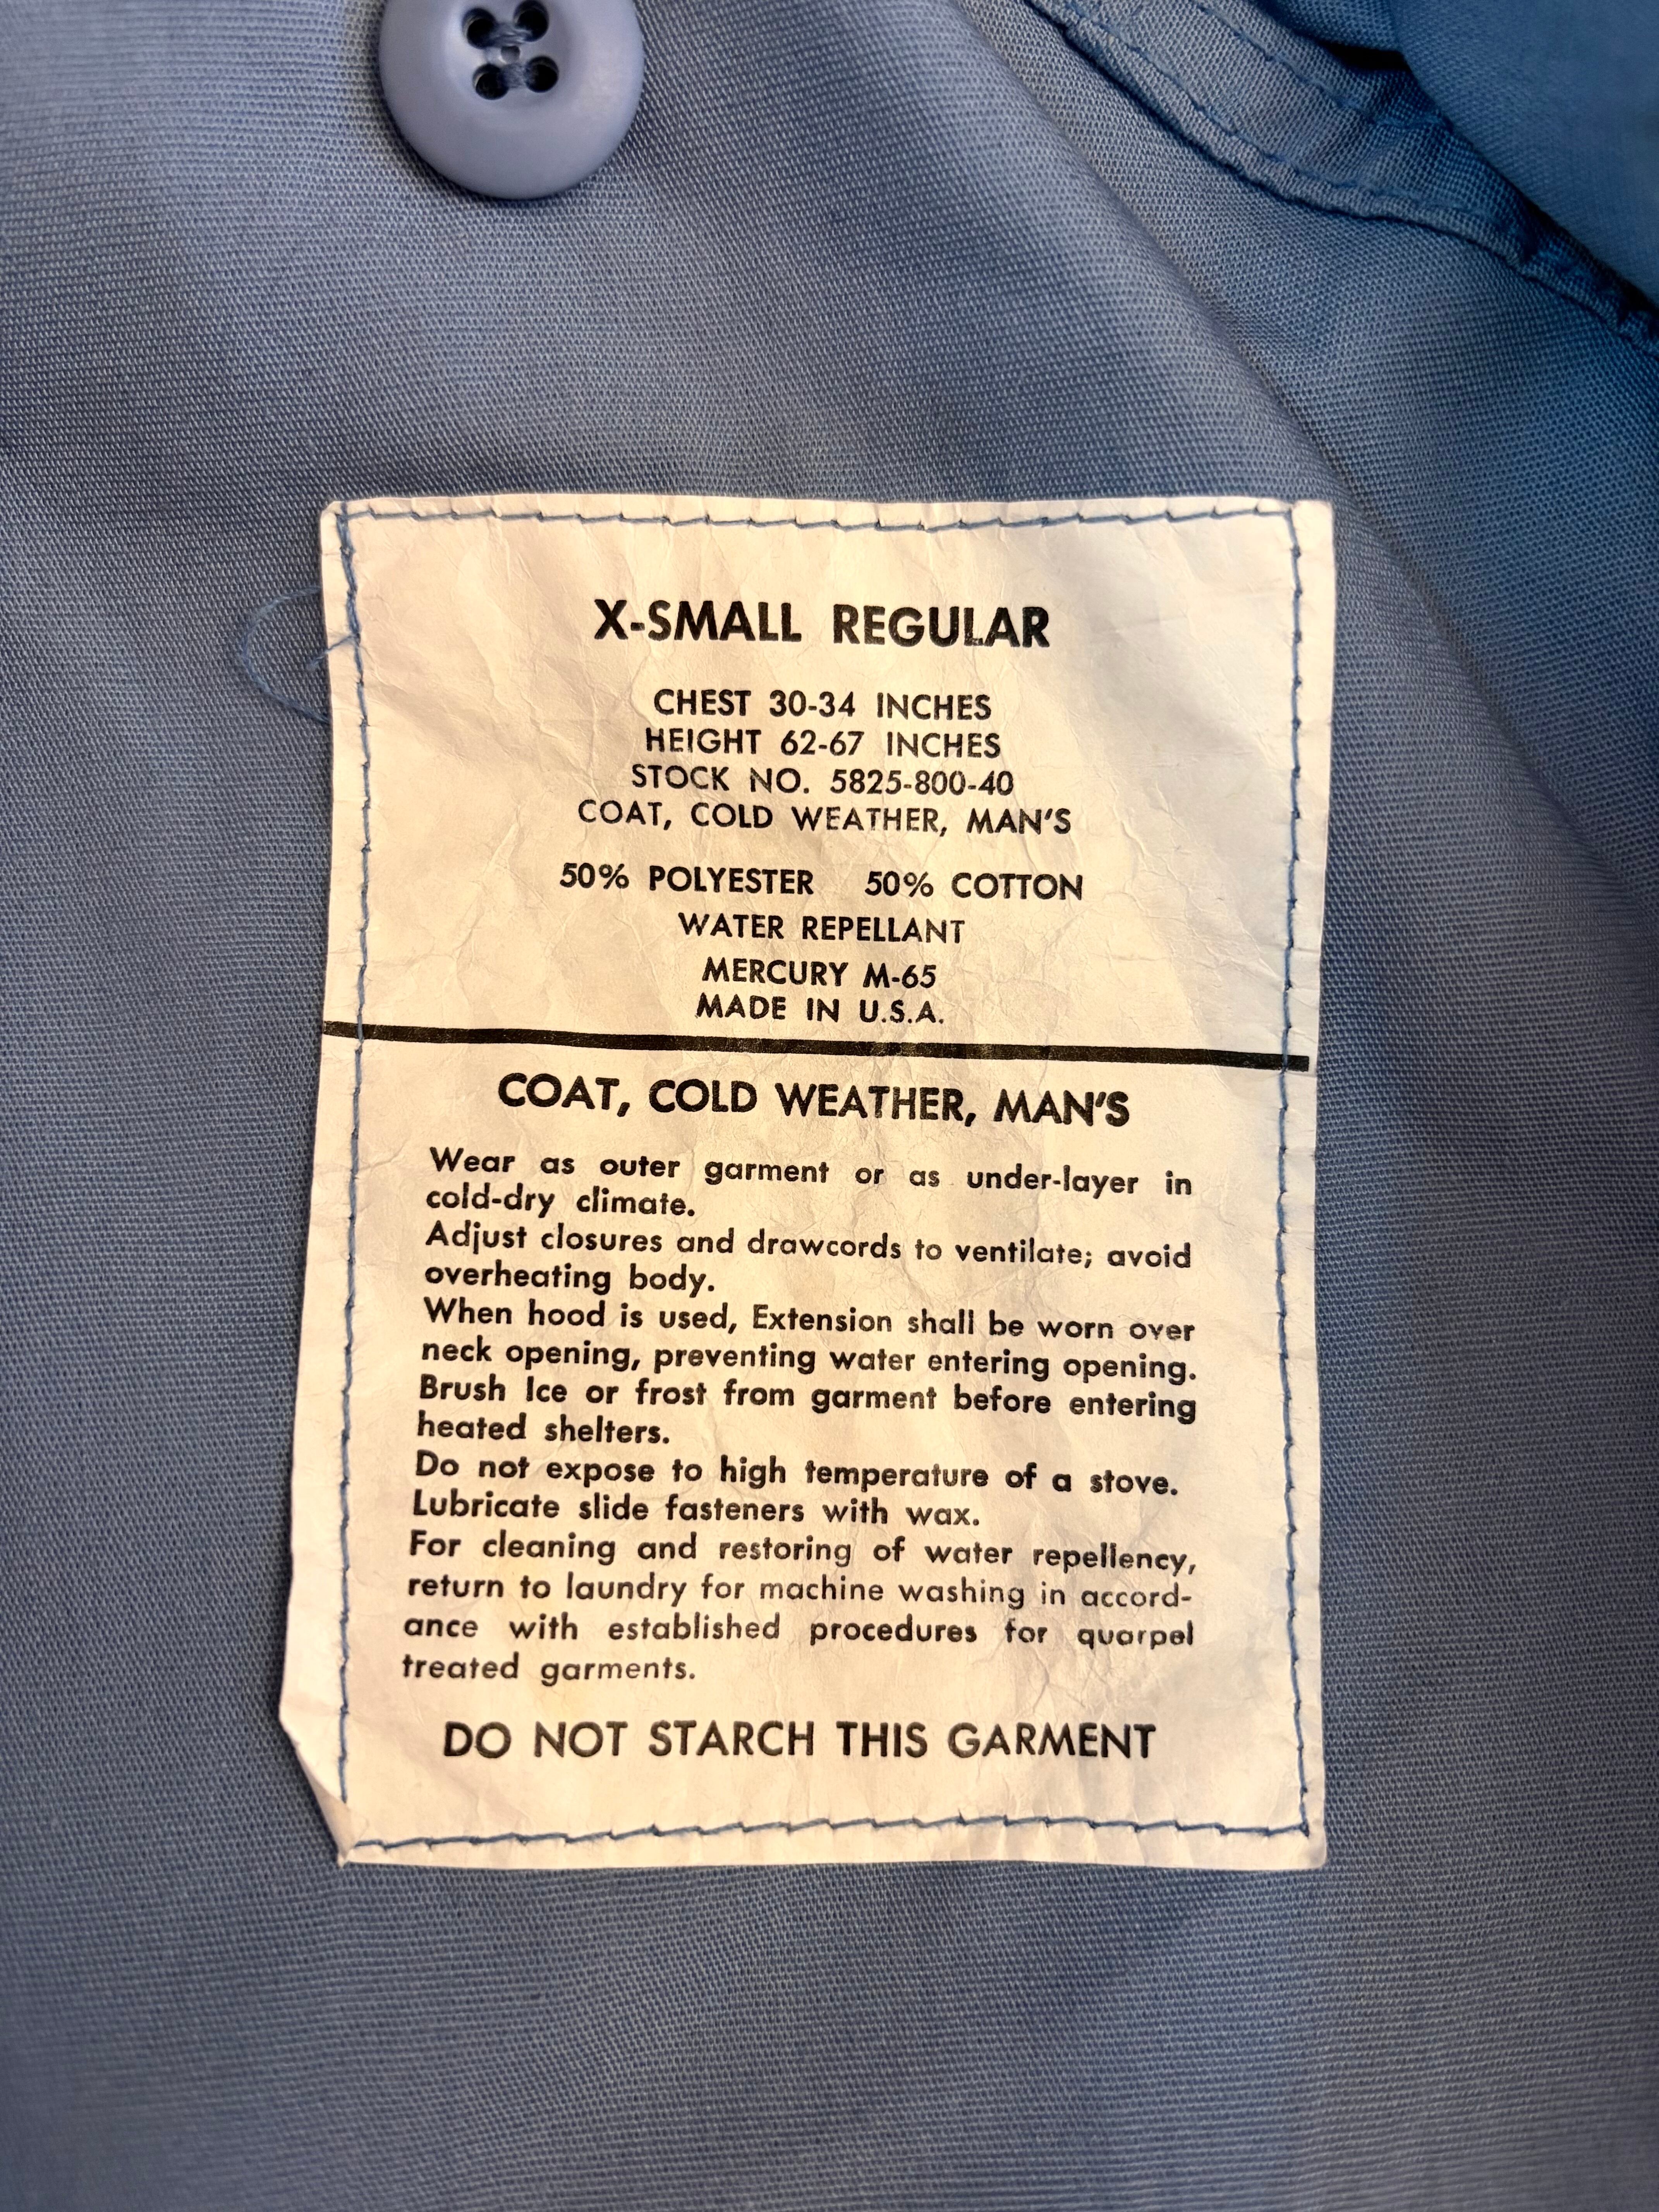 X-SMALL REGULAR
CHEST 30-34 INCHES
HEIGHT 62-67 INCHES
STOCK NO. 5825-800-40
COAT, COLD WEATHER, MAN'S
50% POLYESTER 50% COTTON
WATER REPELLANT
MERCURY M-65
MADE IN U.S.A.
COAT, COLD WEATHER, MAN'S
Wear as outer garment or as under-layer in
cold-dry climate.
Adjust closures and drawcords to ventilate; avoid
overheating body.
When hood is used, Extension shall be worn over
neck opening, preventing water entering opening.
Brush Ice or frost from garment before entering
heated shelters.
Do not expose to high temperature of a stove.
Lubricate slide fasteners with wax.
For cleaning and restoring of water repellency,
return to laundry for machine washing in accord-
ance with established procedures for quarpel
treated garments.
DO NOT STARCH THIS GARMENT